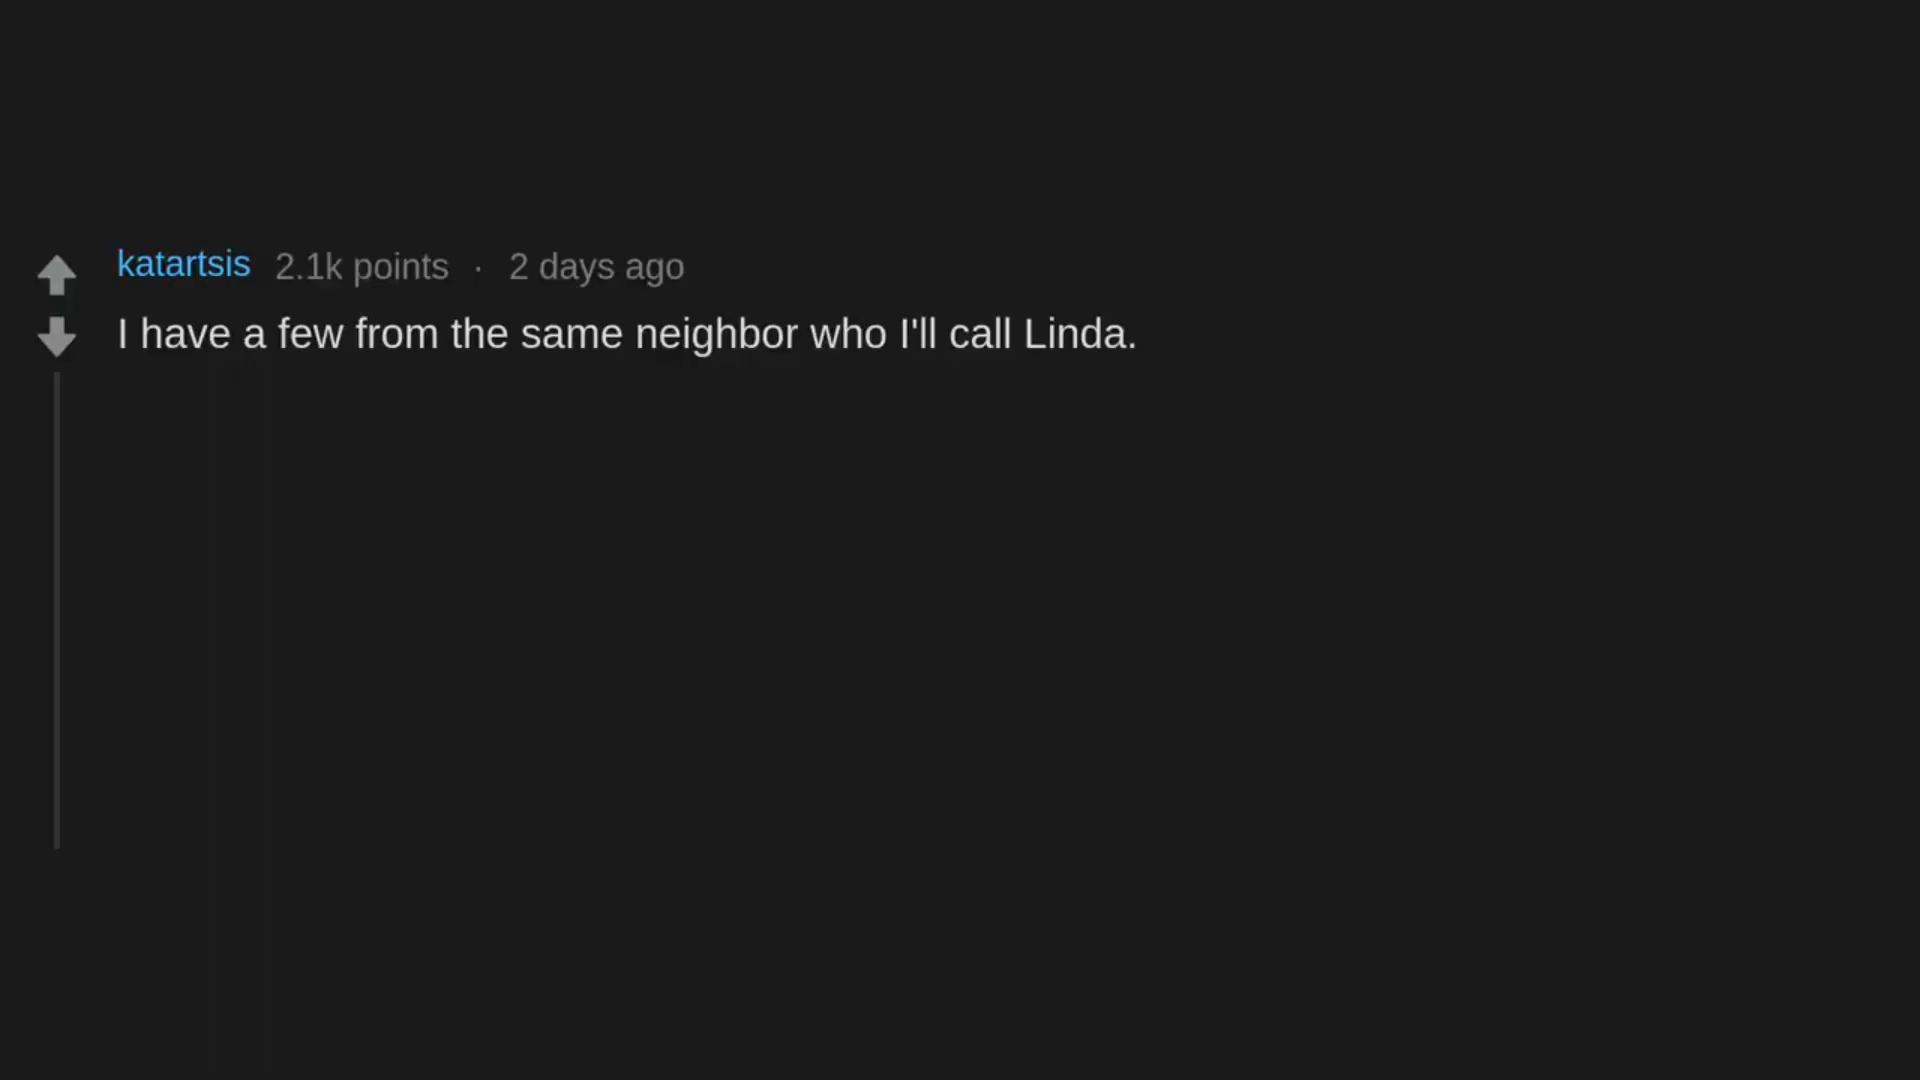 katartsis 2.1k points · 2 days ago
I have a few from the same neighbor who I'll call Linda.